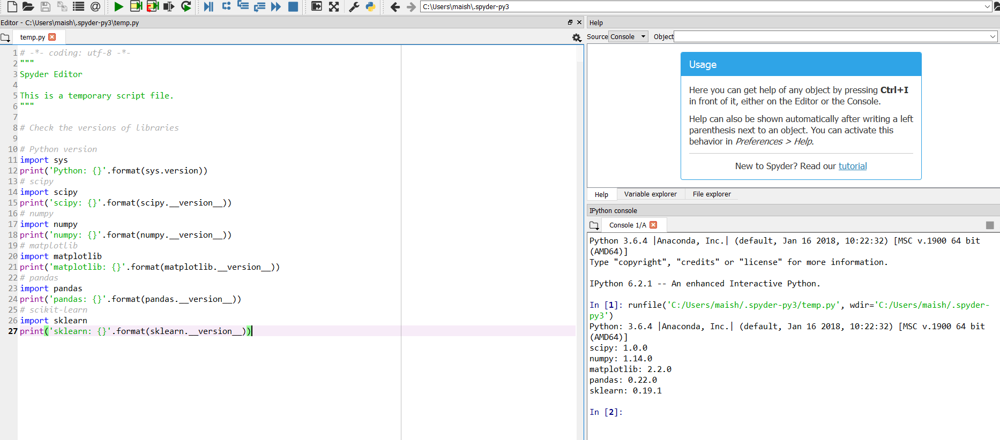 C:\Users\maish\.spyder-py3
Editor - C:\Users\maish\.spyder-py3\temp.py
temp.py
1 # -*- coding: utf-8 -*-
2 """
3 Spyder Editor
4
5 This is a temporary script file.
6 """
7
8 # Check the versions of libraries
9
10 # Python version
11 import sys
12 print('Python: {}'.format(sys.version))
13 # scipy
14 import scipy
15 print('scipy: {}'.format(scipy.__version__))
16 # numpy
17 import numpy
18 print('numpy: {}'.format(numpy.__version__))
19 # matplotlib
20 import matplotlib
21 print('matplotlib: {}'.format(matplotlib.__version__))
22 # pandas
23 import pandas
24 print('pandas: {}'.format(pandas.__version__))
25 # scikit-learn
26 import sklearn
27 print('sklearn: {}'.format(sklearn.__version__))
Help
Source Console Object
Usage
Here you can get help of any object by pressing Ctrl+I
in front of it, either on the Editor or the Console.
Help can also be shown automatically after writing a left
parenthesis next to an object. You can activate this
behavior in Preferences > Help.
New to Spyder? Read our tutorial
Help Variable explorer File explorer
IPython console
Console 1/A
Python 3.6.4 |Anaconda, Inc.| (default, Jan 16 2018, 10:22:32) [MSC v.1900 64 bit
(AMD64)]
Type "copyright", "credits" or "license" for more information.
IPython 6.2.1 -- An enhanced Interactive Python.
In [1]: runfile('C:/Users/maish/.spyder-py3/temp.py', wdir='C:/Users/maish/.spyder-
py3')
Python: 3.6.4 |Anaconda, Inc.| (default, Jan 16 2018, 10:22:32) [MSC v.1900 64 bit
(AMD64)]
scipy: 1.0.0
numpy: 1.14.0
matplotlib: 2.2.0
pandas: 0.22.0
sklearn: 0.19.1
In [2]: